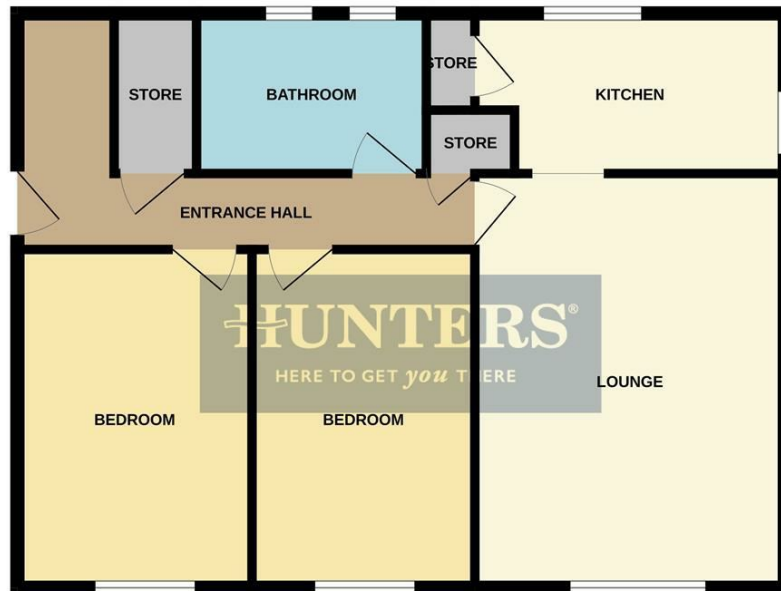 STORE
BATHROOM
STORE
KITCHEN
STORE
ENTRANCE HALL
HUNTERS®
HERE TO GET you THERE
LOUNGE
BEDROOM
BEDROOM